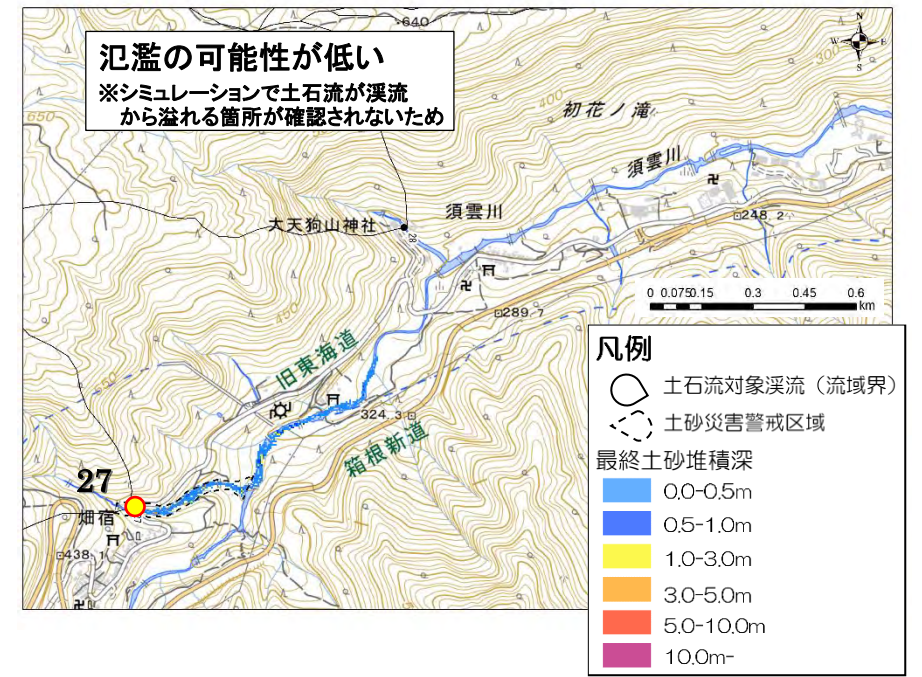 氾濫の可能性が低い
※シミュレーションで土石流が渓流
から溢れる箇所が確認されないため
640
N
W E
S
300
650
400
初花ノ滝
須雲川
卍
須雲川
248.2
大天狗山神社
28
卍
0 0.075 0.15 0.3 0.45 0.6
km
450
289.7
旧東海道
550
324.3
箱根新道
27
畑宿
438.1
卍
凡例
土石流対象渓流（流域界）
土砂災害警戒区域
最終土砂堆積深
0.0-0.5m
0.5-1.0m
1.0-3.0m
3.0-5.0m
5.0-10.0m
10.0m-